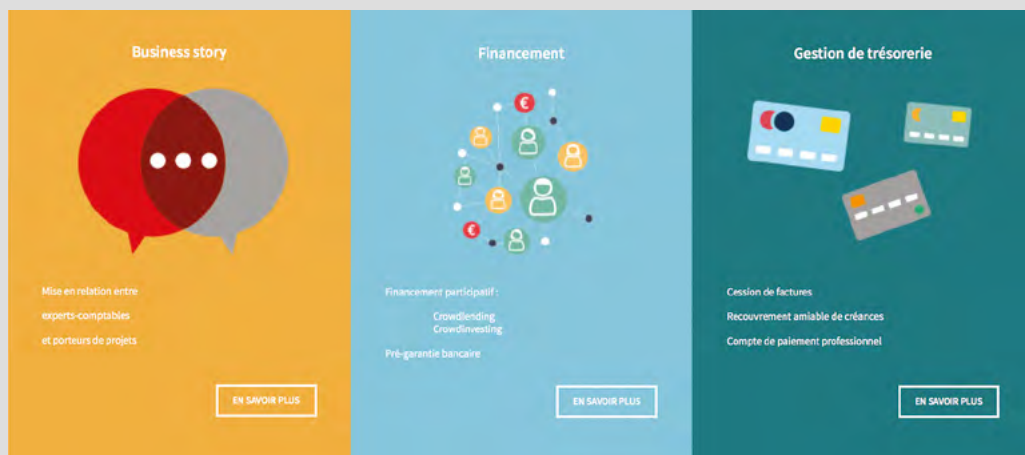 Business story
Mise en relation entre
experts-comptables
et porteurs de projets
EN SAVOIR PLUS
Financement
€
€
Financement participatif :
Crowdlending
Crowdinvesting
Pré-garantie bancaire
EN SAVOIR PLUS
Gestion de trésorerie
Cession de factures
Recouvrement amiable de créances
Compte de paiement professionnel
EN SAVOIR PLUS